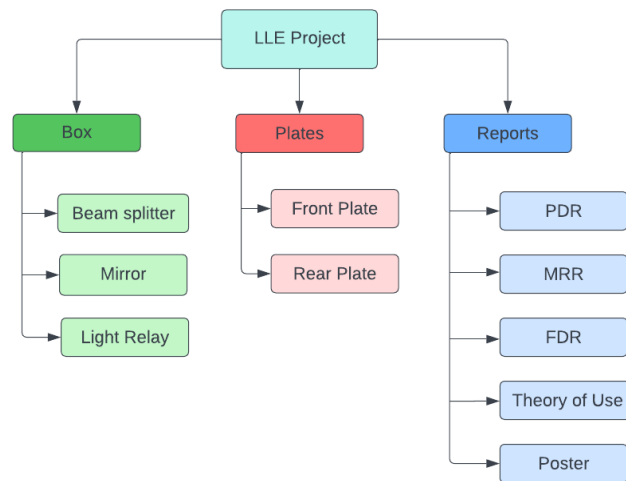 LLE Project
Box
Plates
Reports
Beam splitter
Mirror
Light Relay
Front Plate
Rear Plate
PDR
MRR
FDR
Theory of Use
Poster